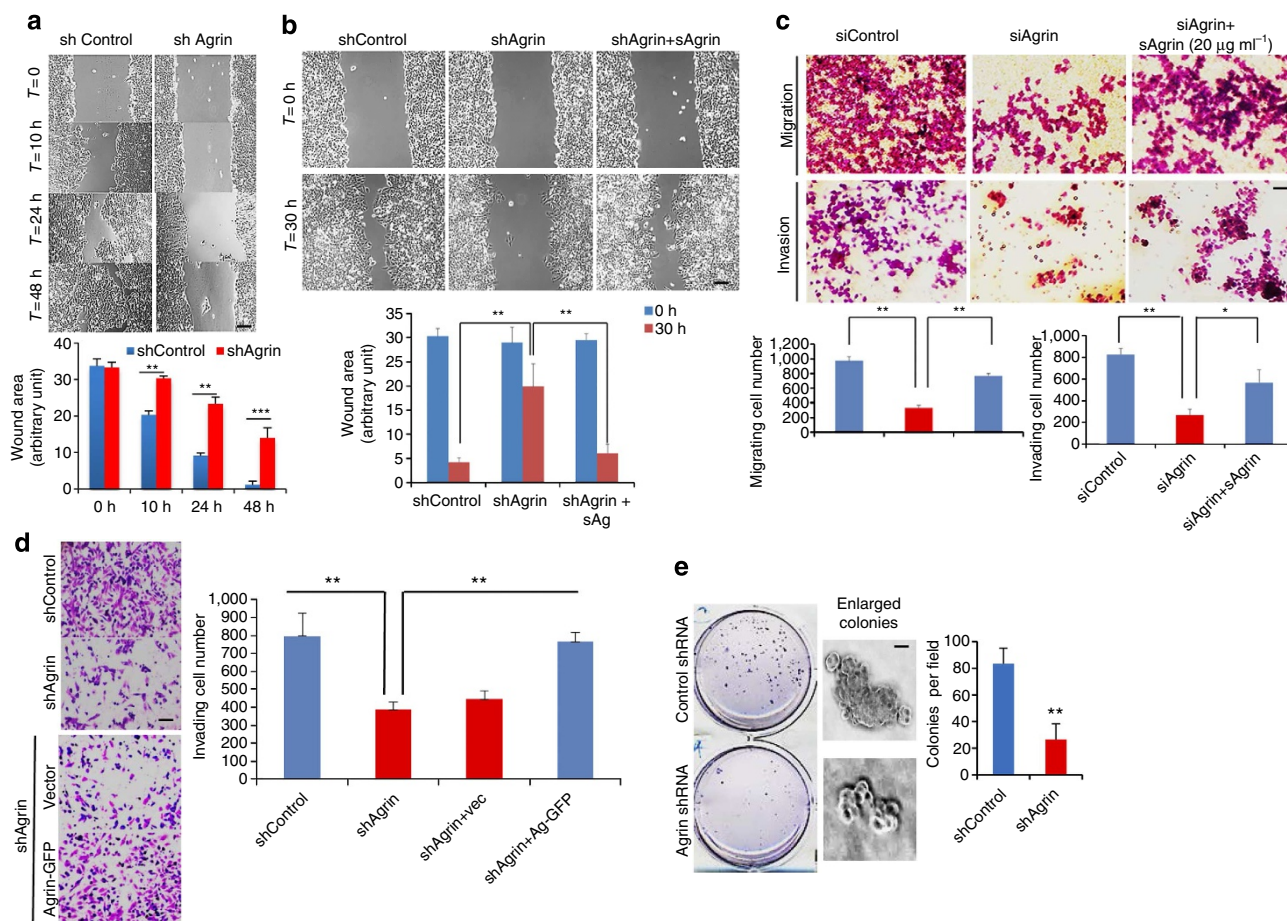 a
sh Control
sh Agrin
T=0
T=10 h
T=24 h
T=48 h
shControl
shAgrin
Wound area
(arbitrary unit)
40
30
20
10
0
**
**
***
0 h
10 h
24 h
48 h
b
shControl
shAgrin
shAgrin+sAgrin
T=0 h
T=30 h
0 h
30 h
Wound area
(arbitrary unit)
35
30
25
20
15
10
5
0
**
**
shControl
shAgrin
shAgrin +
sAg
c
siControl
siAgrin
siAgrin+
sAgrin (20 μg ml⁻¹)
Migration
Invasion
Migrating cell number
1,200
1,000
800
600
400
200
0
**
**
Invading cell number
1,000
800
600
400
200
0
**
*
siControl
siAgrin
siAgrin+sAgrin
d
shControl
shAgrin
shAgrin
Vector
Agrin-GFP
Invading cell number
1,000
900
800
700
600
500
400
300
200
100
0
**
**
shControl
shAgrin
shAgrin+vec
shAgrin+Ag-GFP
e
Control shRNA
Agrin shRNA
Enlarged
colonies
Colonies per field
100
80
60
40
20
0
**
shControl
shAgrin